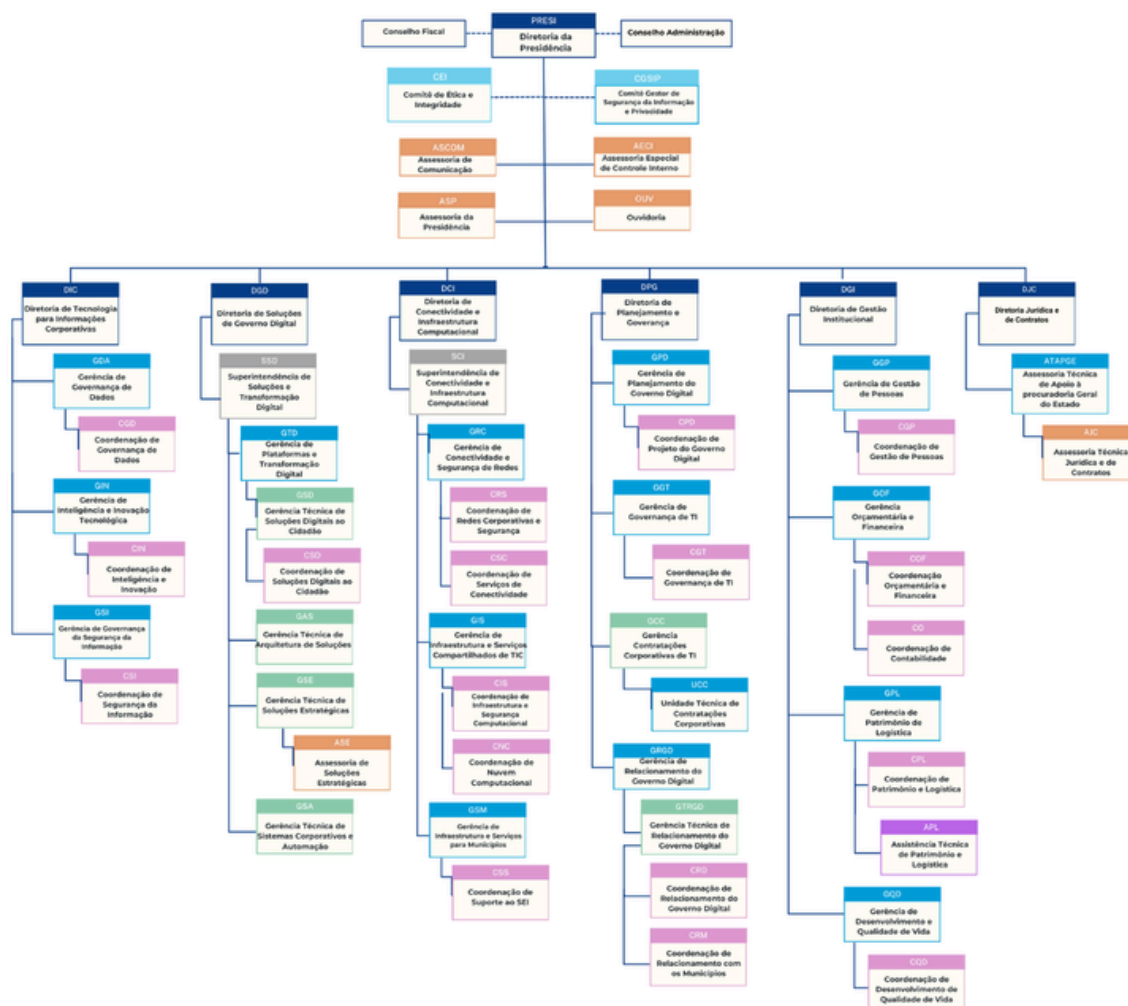 PRESI
Conselho Fiscal
Diretoria da
Presidência
Conselho Administração
CEI
Comitê de Ética e
Integridade
CGSIP
Comitê Gestor de
Segurança da Informação
e Privacidade
ASCOM
Assessoria de
Comunicação
AECI
Assessoria Especial
de Controle Interno
ASP
Assessoria da
Presidência
OUV
Ouvidoria
DIC
Diretoria de Tecnologia
para Informações
Corporativas
GDA
Gerência de
Governança de
Dados
CGD
Coordenação de
Governança de
Dados
GIN
Gerência de
Inteligência e Inovação
Tecnológica
CIN
Coordenação de
Inteligência e
Inovação
GSI
Gerência de Governança
da Segurança da
Informação
CSI
Coordenação de
Segurança da
Informação
DGD
Diretoria de Soluções
de Governo Digital
SSD
Superintendência de
Soluções e
Transformação
Digital
GTD
Gerência de
Plataformas e
Transformação
Digital
GSD
Gerência Técnica de
Soluções Digitais ao
Cidadão
CSD
Coordenação de
Soluções Digitais ao
Cidadão
GAS
Gerência Técnica de
Arquitetura de Soluções
GSE
Gerência Técnica de
Soluções Estratégicas
ASE
Assessoria de
Soluções
Estratégicas
GSA
Gerência Técnica de
Sistemas Corporativos e
Automação
DCI
Diretoria de
Conectividade e
Insfraestrutura
Computacional
SCI
Superintendência de
Conectividade e
Infraestrutura
Computacional
GRC
Gerência de
Conectividade e
Segurança de Redes
CRS
Coordenação de
Redes Corporativas e
Segurança
CSC
Coordenação de
Serviços de
Conectividade
GIS
Gerência de
Infraestrutura e Serviços
Compartilhados de TIC
CIS
Coordenação de
Infraestrutura e
Segurança
Computacional
CNC
Coordenação de
Nuvem Computacional
GSM
Gerência de
Infraestrutura e Serviços
para Municípios
CSS
Coordenação de
Suporte ao SEI
DPG
Diretoria de
Planejamento e
Goverança
GPD
Gerência de
Planejamento do
Governo Digital
CPD
Coordenação de
Projeto do Governo
Digital
GGT
Gerência de
Governança de TI
CGT
Coordenação de
Governança de TI
GCC
Gerência
Contratações
Corporativas de TI
UCC
Unidade Técnica de
Contratações
Corporativas
GRGD
Gerência de
Relacionamento do
Governo Digital
GTRGD
Gerência Técnica de
Relacionamento do
Governo Digital
CRD
Coordenação de
Relacionamento do
Governo Digital
CRM
Coordenação de
Relacionamento com
os Municípios
DGI
Diretoria de Gestão
Institucional
GGP
Gerência de Gestão
de Pessoas
CGP
Coordenação de
Gestão de Pessoas
GOF
Gerência
Orçamentária e
Financeira
COF
Coordenação
Orçamentária e
Financeira
CO
Coordenação de
Contabilidade
GPL
Gerência de
Patrimônio de
Logística
CPL
Coordenação de
Patrimônio e Logística
APL
Assistência Técnica
de Patrimônio e
Logística
GQD
Gerência de
Desenvolvimento e
Qualidade de Vida
CQD
Coordenação de
Desenvolvimento de
Qualidade de Vida
DJC
Diretoria Jurídica e
de Contratos
ATAPGE
Assessoria Técnica
de Apoio à
procuradoria Geral
do Estado
AJC
Assessoria Técnica
Jurídica e de
Contratos